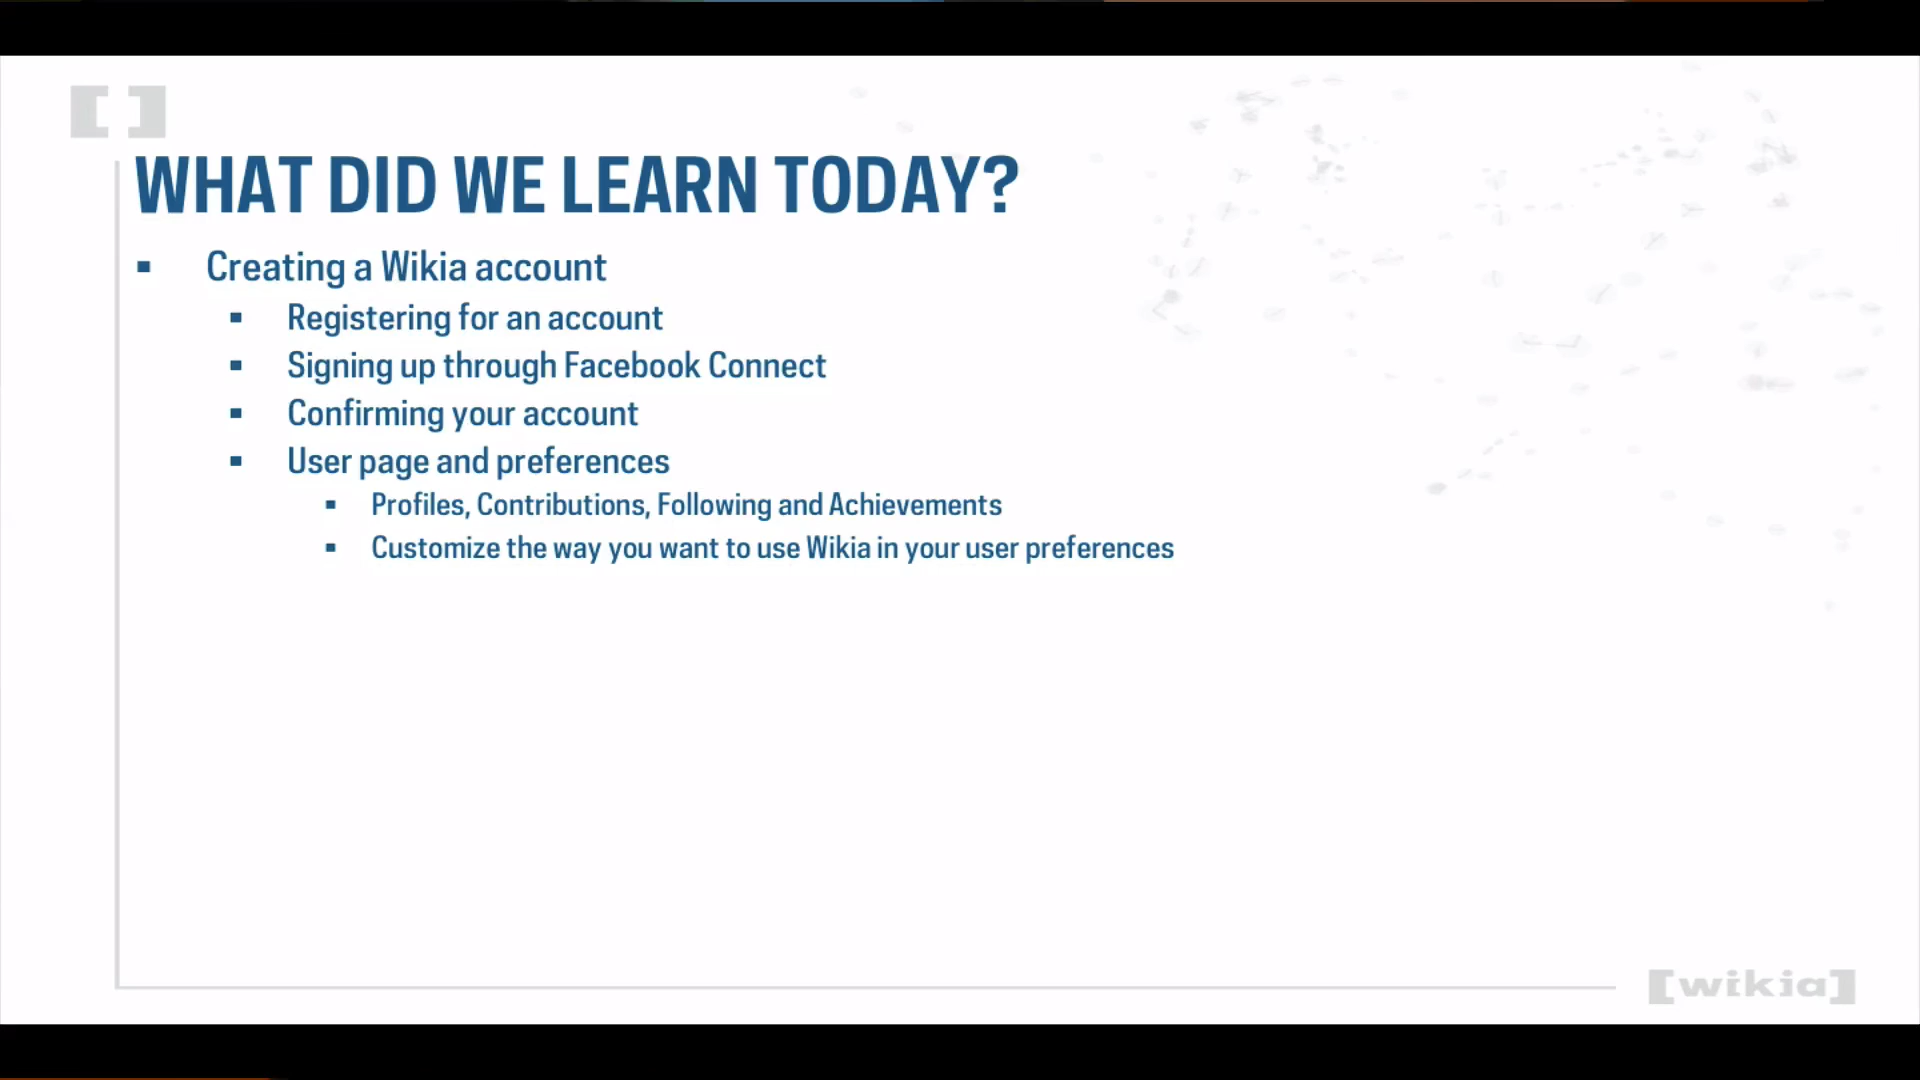 WHAT DID WE LEARN TODAY?
▪ Creating a Wikia account
▪ Registering for an account
▪ Signing up through Facebook Connect
▪ Confirming your account
▪ User page and preferences
▪ Profiles, Contributions, Following and Achievements
▪ Customize the way you want to use Wikia in your user preferences
[wikia]